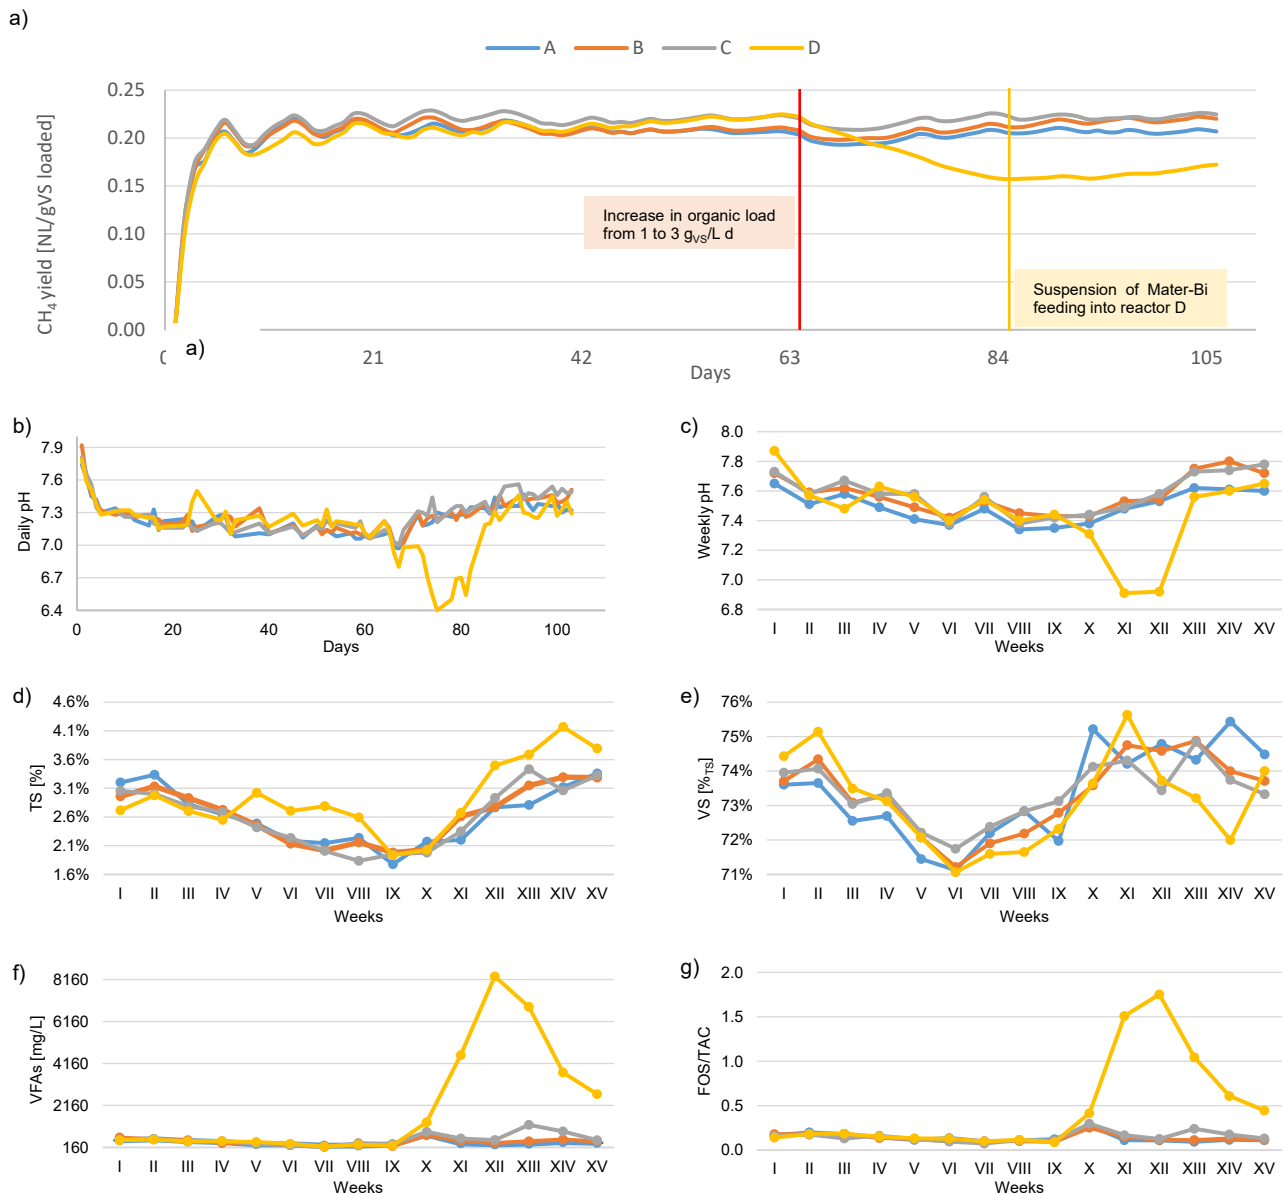 a)
A B C D
0.25
0.20
0.15
0.10
0.05
0.00
CH4 yield [NL/gVS loaded]
Increase in organic load
from 1 to 3 gVS/L d
Suspension of Mater-Bi
feeding into reactor D
a)
21 42 63 84 105
Days
b)
7.9
7.6
7.3
7.0
6.7
6.4
Daily pH
0 20 40 60 80 100
Days
c)
8.0
7.8
7.6
7.4
7.2
7.0
6.8
Weekly pH
I II III IV V VI VII VIII IX X XI XII XIII XIV XV
Weeks
d)
4.6%
4.1%
3.6%
3.1%
2.6%
2.1%
1.6%
TS [%]
I II III IV V VI VII VIII IX X XI XII XIII XIV XV
Weeks
e)
76%
75%
74%
73%
72%
71%
VS [%TS]
I II III IV V VI VII VIII IX X XI XII XIII XIV XV
Weeks
f)
8160
6160
4160
2160
160
VFAs [mg/L]
I II III IV V VI VII VIII IX X XI XII XIII XIV XV
Weeks
g)
2.0
1.5
1.0
0.5
0.0
FOS/TAC
I II III IV V VI VII VIII IX X XI XII XIII XIV XV
Weeks